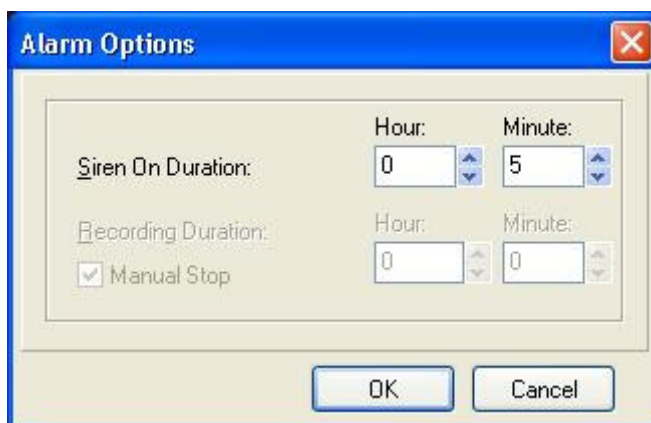 Alarm Options
Hour: Minute:
Siren On Duration: 0 5
Recording Duration: Hour: Minute:
Manual Stop 0 0
OK Cancel